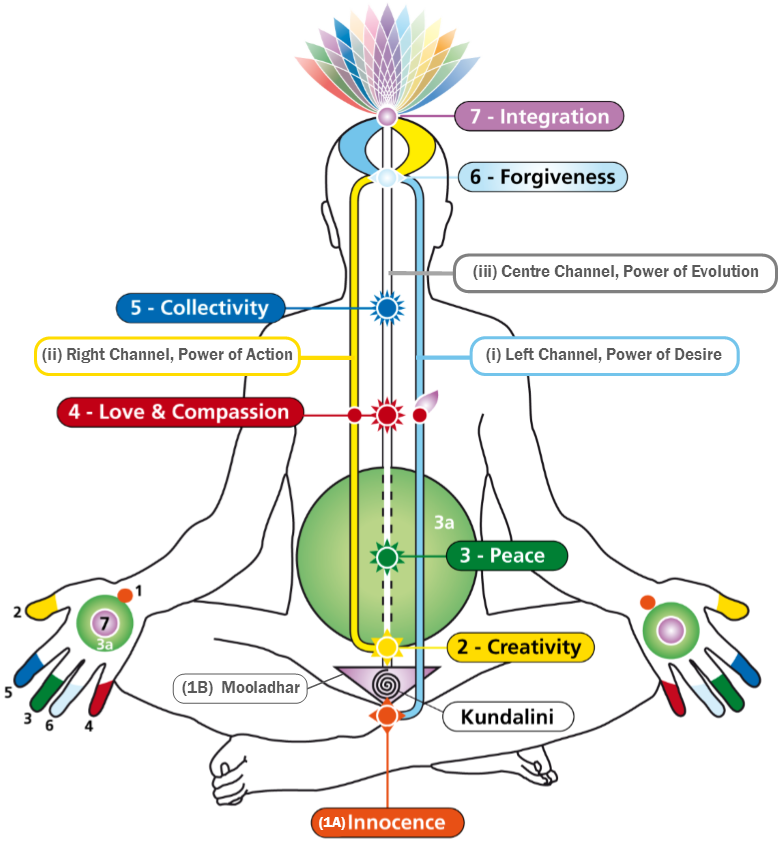 7 - Integration
6 - Forgiveness
(iii) Centre Channel, Power of Evolution
5 - Collectivity
(ii) Right Channel, Power of Action
(i) Left Channel, Power of Desire
4 - Love & Compassion
3a
3 - Peace
1
2
7
3a
2 - Creativity
5
3
6
4
(1B) Mooladhar
Kundalini
(1A) Innocence